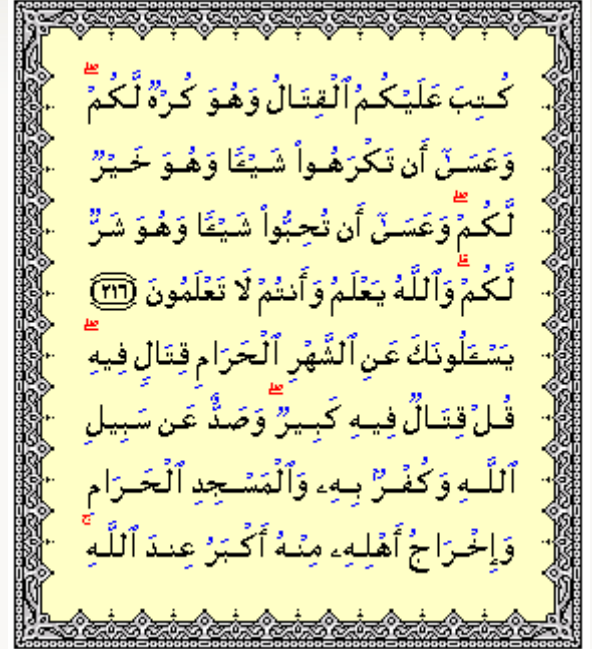 كُتِبَ عَلَيْكُمُ ٱلْقِتَالُ وَهُوَ كُرْهٌ لَّكُمْ ۖ
وَعَسَىٰٓ أَن تَكْرَهُوا۟ شَيْـًٔا وَهُوَ خَيْرٌ
لَّكُمْ ۖ وَعَسَىٰٓ أَن تُحِبُّوا۟ شَيْـًٔا وَهُوَ شَرٌّ
لَّكُمْ ۗ وَٱللَّهُ يَعْلَمُ وَأَنتُمْ لَا تَعْلَمُونَ ٢١٦
يَسْـَٔلُونَكَ عَنِ ٱلشَّهْرِ ٱلْحَرَامِ قِتَالٍ فِيهِ ۖ
قُلْ قِتَالٌ فِيهِ كَبِيرٌ ۖ وَصَدٌّ عَن سَبِيلِ
ٱللَّهِ وَكُفْرٌۢ بِهِۦ وَٱلْمَسْجِدِ ٱلْحَرَامِ
وَإِخْرَاجُ أَهْلِهِۦ مِنْهُ أَكْبَرُ عِندَ ٱللَّهِ ۚ